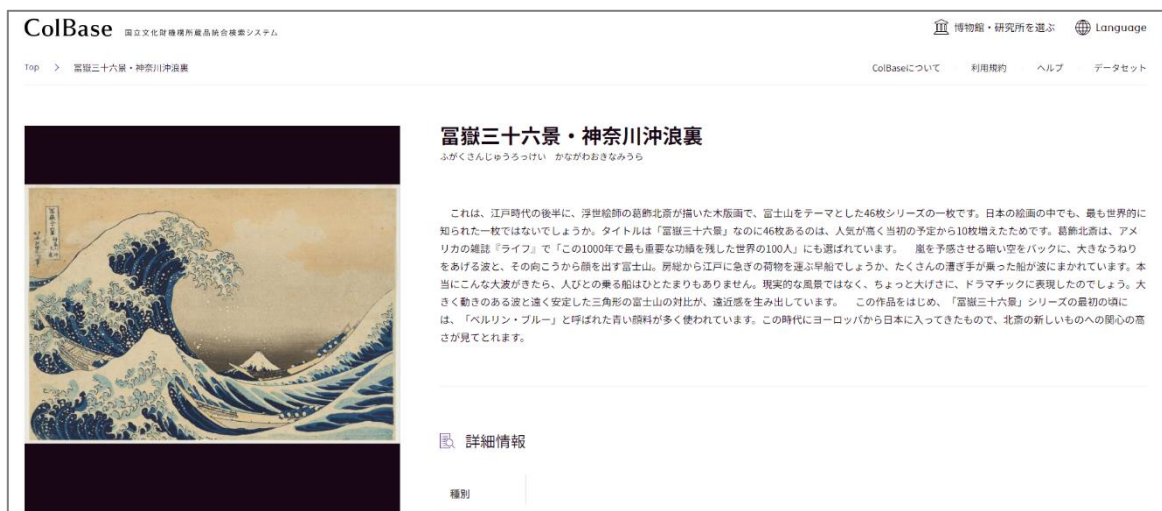 ColBase 国立文化財機構所蔵品統合検索システム
博物館・研究所を選ぶ Language
Top > 冨嶽三十六景・神奈川沖浪裏
ColBaseについて 利用規約 ヘルプ データセット
冨嶽三十六景・神奈川沖浪裏
ふがくさんじゅうろっけい かながわおきなみうら
これは、江戸時代の後半に、浮世絵師の葛飾北斎が描いた木版画で、富士山をテーマとした46枚シリーズの一枚です。日本の絵画の中でも、最も世界的に
知られた一枚ではないでしょうか。タイトルは「冨嶽三十六景」なのに46枚あるのは、人気が高く当初の予定から10枚増えたためです。葛飾北斎は、アメ
リカの雑誌『ライフ』で「この1000年で最も重要な功績を残した世界の100人」にも選ばれています。 嵐を予感させる暗い空をバックに、大きなうねり
をあげる波と、その向こうから顔を出す富士山。房総から江戸に急ぎの荷物を運ぶ早船でしょうか、たくさんの漕ぎ手が乗った船が波にまかれています。本
当にこんな大波がきたら、人びとの乗る船はひとたまりもありません。現実的な風景ではなく、ちょっと大げさに、ドラマチックに表現したのでしょう。大
きく動きのある波と遠く安定した三角形の富士山の対比が、遠近感を生み出しています。 この作品をはじめ、「冨嶽三十六景」シリーズの最初の頃に
は、「ベルリン・ブルー」と呼ばれた青い顔料が多く使われています。この時代にヨーロッパから日本に入ってきたもので、北斎の新しいものへの関心の高
さが見てとれます。
詳細情報
種別